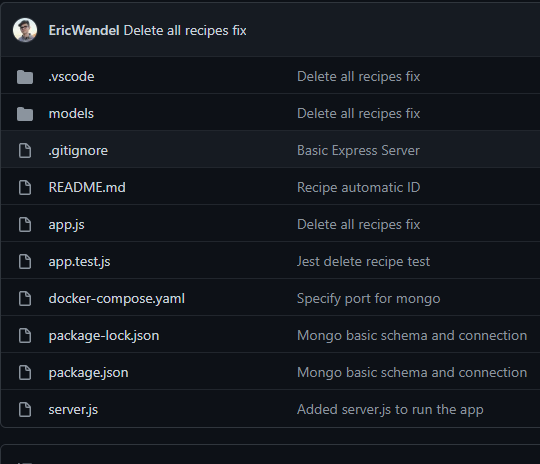 EricWendel Delete all recipes fix
.vscode Delete all recipes fix
models Delete all recipes fix
.gitignore Basic Express Server
README.md Recipe automatic ID
app.js Delete all recipes fix
app.test.js Jest delete recipe test
docker-compose.yaml Specify port for mongo
package-lock.json Mongo basic schema and connection
package.json Mongo basic schema and connection
server.js Added server.js to run the app